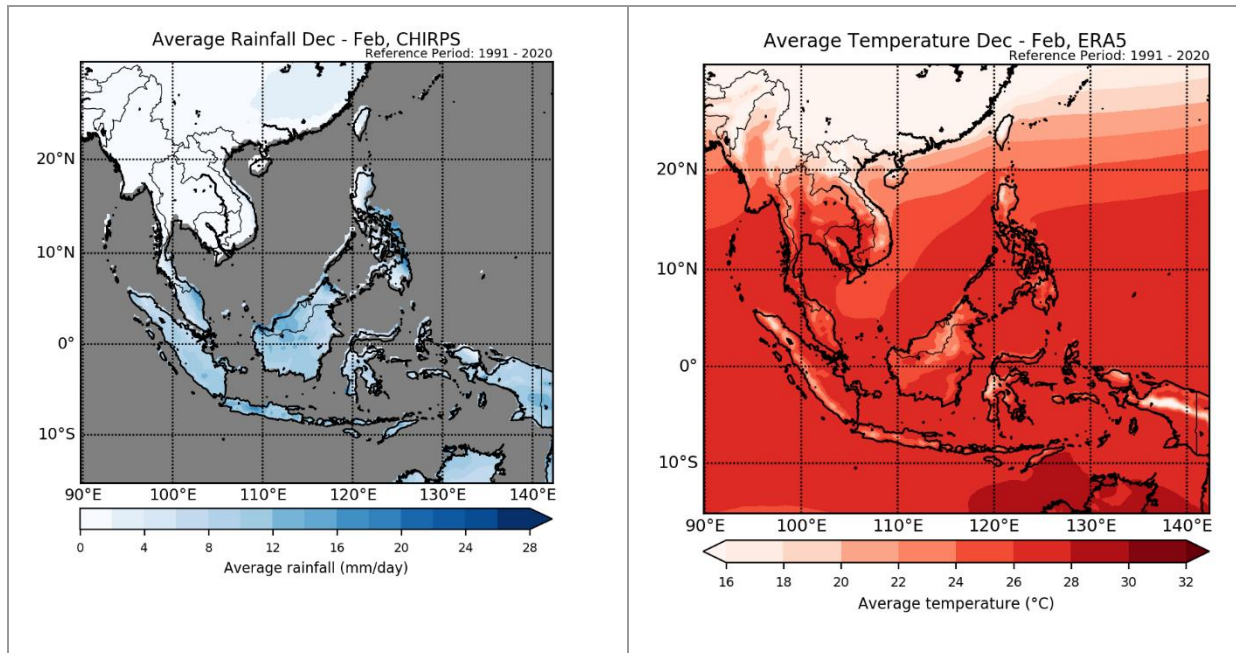 Average Rainfall Dec - Feb, CHIRPS
Reference Period: 1991 - 2020
20°N
10°N
0°
10°S
90°E 100°E 110°E 120°E 130°E 140°E
0 4 8 12 16 20 24 28
Average rainfall (mm/day)
Average Temperature Dec - Feb, ERA5
Reference Period: 1991 - 2020
20°N
10°N
0°
10°S
90°E 100°E 110°E 120°E 130°E 140°E
16 18 20 22 24 26 28 30 32
Average temperature (°C)